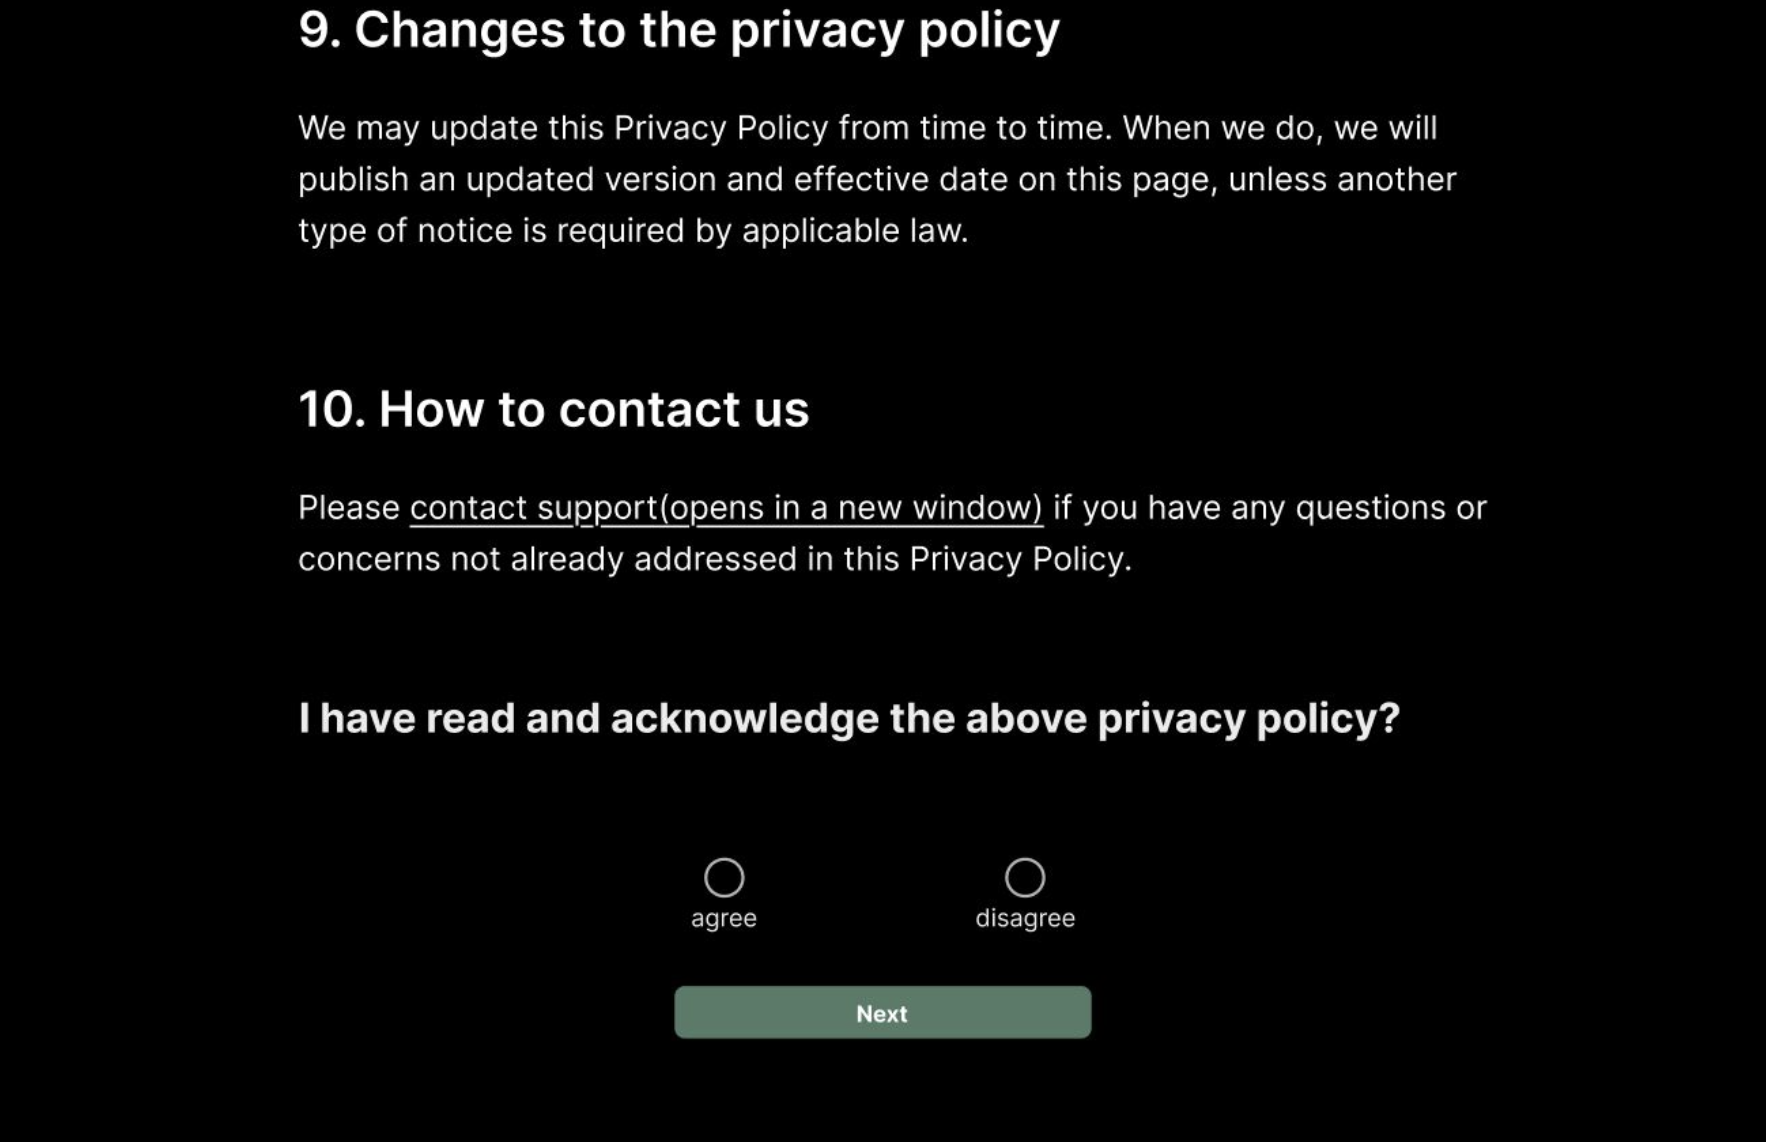 9. Changes to the privacy policy
We may update this Privacy Policy from time to time. When we do, we will
publish an updated version and effective date on this page, unless another
type of notice is required by applicable law.
10. How to contact us
Please contact support(opens in a new window) if you have any questions or
concerns not already addressed in this Privacy Policy.
I have read and acknowledge the above privacy policy?
agree
disagree
Next